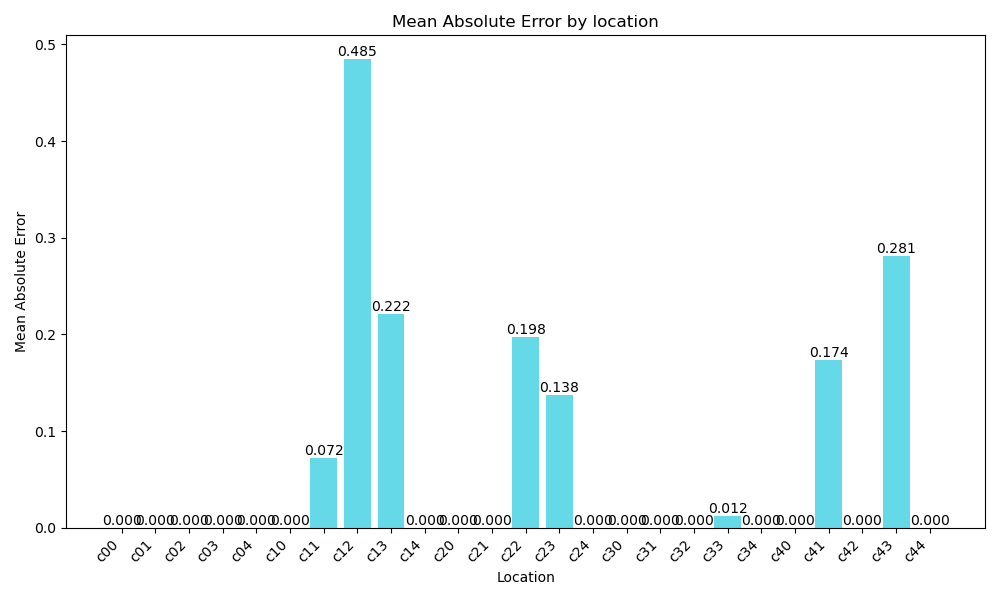 Mean Absolute Error by location
Mean Absolute Error
0.5
0.4
0.3
0.2
0.1
0.0
0.000 0.000 0.000 0.000 0.000 0.000 0.072 0.485 0.222 0.000 0.000 0.000 0.198 0.138 0.000 0.000 0.000 0.000 0.012 0.000 0.000 0.174 0.000 0.281 0.000
c00 c01 c02 c03 c04 c10 c11 c12 c13 c14 c20 c21 c22 c23 c24 c30 c31 c32 c33 c34 c40 c41 c42 c43 c44
Location